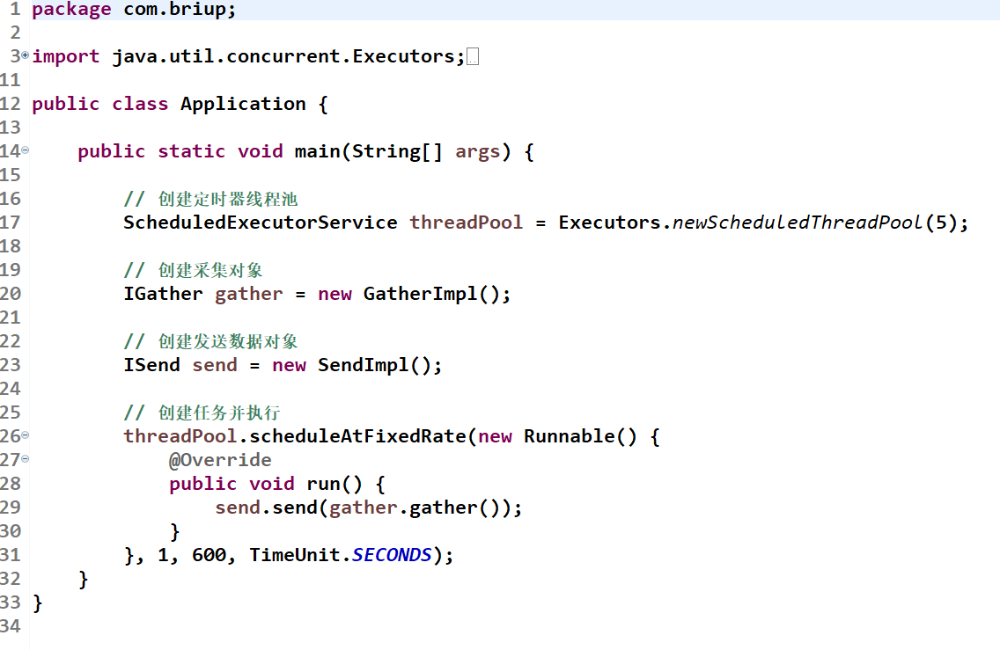 1 package com.briup;
2
3 import java.util.concurrent.Executors;
11
12 public class Application {
13
14     public static void main(String[] args) {
15
16         // 创建定时器线程池
17         ScheduledExecutorService threadPool = Executors.newScheduledThreadPool(5);
18
19         // 创建采集对象
20         IGather gather = new GatherImpl();
21
22         // 创建发送数据对象
23         ISend send = new SendImpl();
24
25         // 创建任务并执行
26         threadPool.scheduleAtFixedRate(new Runnable() {
27             @Override
28             public void run() {
29                 send.send(gather.gather());
30             }
31         }, 1, 600, TimeUnit.SECONDS);
32     }
33 }
34